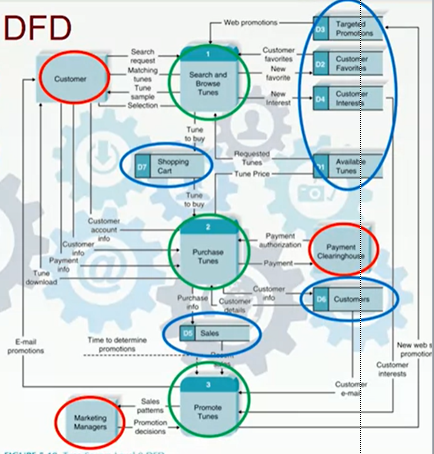 DFD
Web promotions
D3 Targeted
Promotions
Customer
Search
request
Matching
tunes
Tune
sample
Selection
1
Search and
Browse
Tunes
Customer
favorites
New
favorite
New
Interest
D2 Customer
Favorites
D4 Customer
Interests
Tune
to buy
D7 Shopping
Cart
Requested
Tunes
Tune Price
D1 Available
Tunes
Tune
to buy
Customer
account
info
Customer
info
Payment
info
Tune
download
2
Purchase
Tunes
Payment
authorization
Payment
Payment
Clearinghouse
Purchase
info
Customer
info
Customer
details
D6 Customers
D5 Sales
E-mail
promotions
Time to determine
promotions
New web s
promotio
Customer
interests
Customer
e-mail
3
Promote
Tunes
Marketing
Managers
Sales
patterns
Promotion
decisions